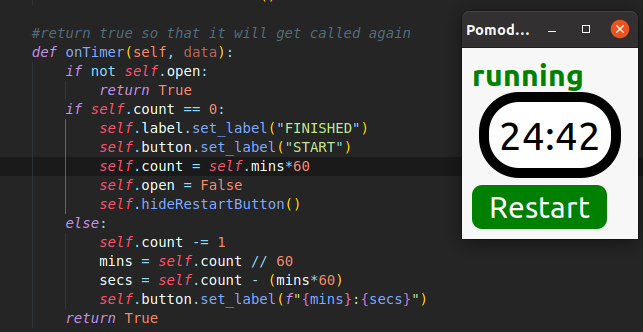 #return true so that it will get called again
def onTimer(self, data):
if not self.open:
return True
if self.count == 0:
self.label.set_label("FINISHED")
self.button.set_label("START")
self.count = self.mins*60
self.open = False
self.hideRestartButton()
else:
self.count -= 1
mins = self.count // 60
secs = self.count - (mins*60)
self.button.set_label(f"{mins}:{secs}")
return True
Pomod...
running
24:42
Restart